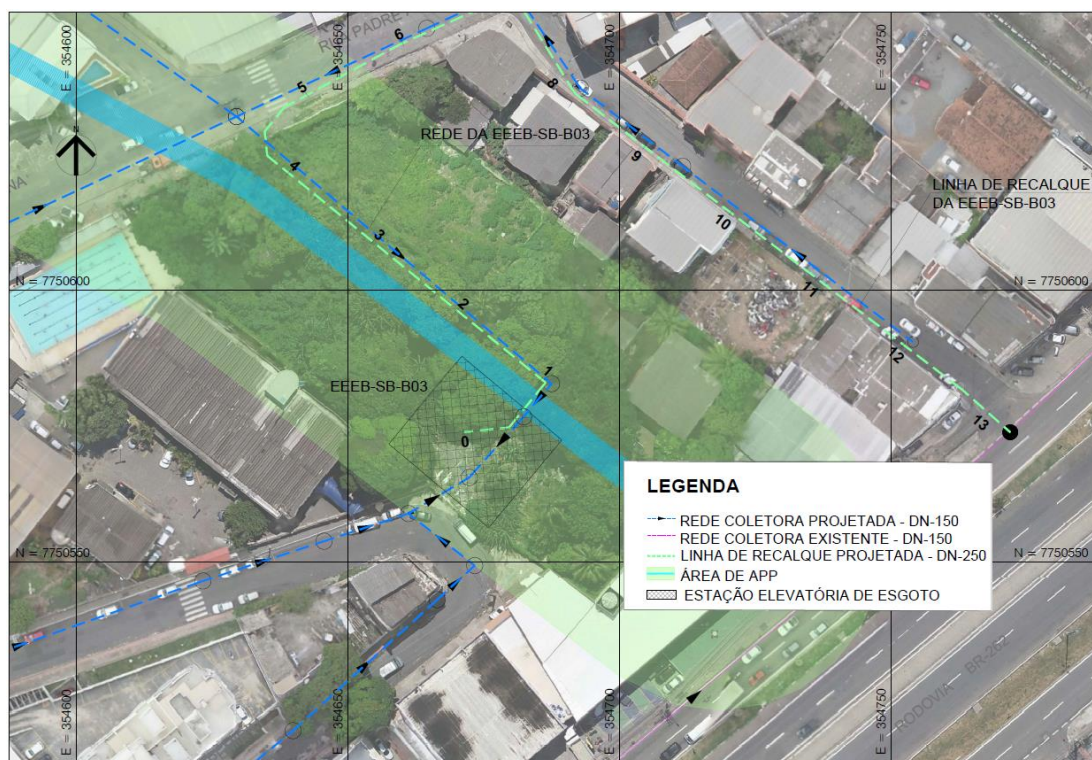 E = 354600
E = 354650
E = 354700
E = 354750
RUA PADRE
6
5
8
REDE DA EEEB-SB-B03
N
4
9
LINHA DE RECALQUE
DA EEEB-SB-B03
10
3
N = 7750600
N = 7750600
2
11
12
1
EEEB-SB-B03
13
0
LEGENDA
REDE COLETORA PROJETADA - DN-150
REDE COLETORA EXISTENTE - DN-150
LINHA DE RECALQUE PROJETADA - DN-250
ÁREA DE APP
ESTAÇÃO ELEVATÓRIA DE ESGOTO
N = 7750550
N = 7750550
RODOVIA BR-262
E = 354600
E = 354650
E = 354700
E = 354750